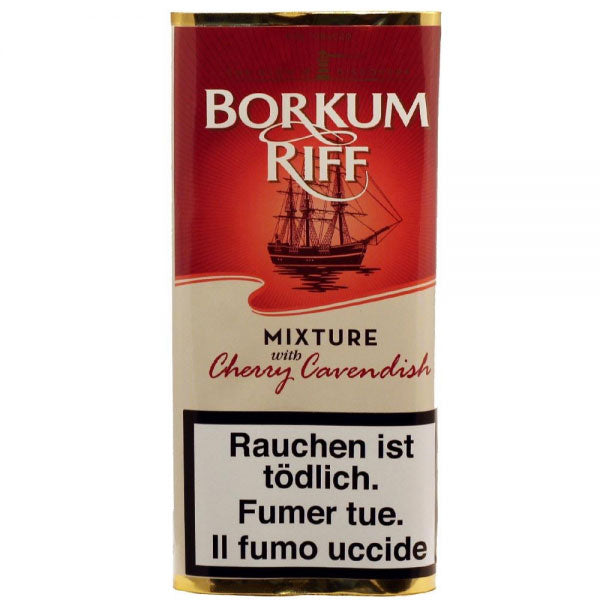 BORKUM
RIFF
MIXTURE
with
Cherry Cavendish
Rauchen ist
tödlich.
Fumer tue.
Il fumo uccide